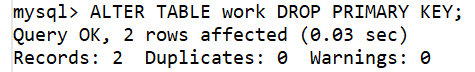 mysql> ALTER TABLE work DROP PRIMARY KEY;
Query OK, 2 rows affected (0.03 sec)
Records: 2  Duplicates: 0  Warnings: 0